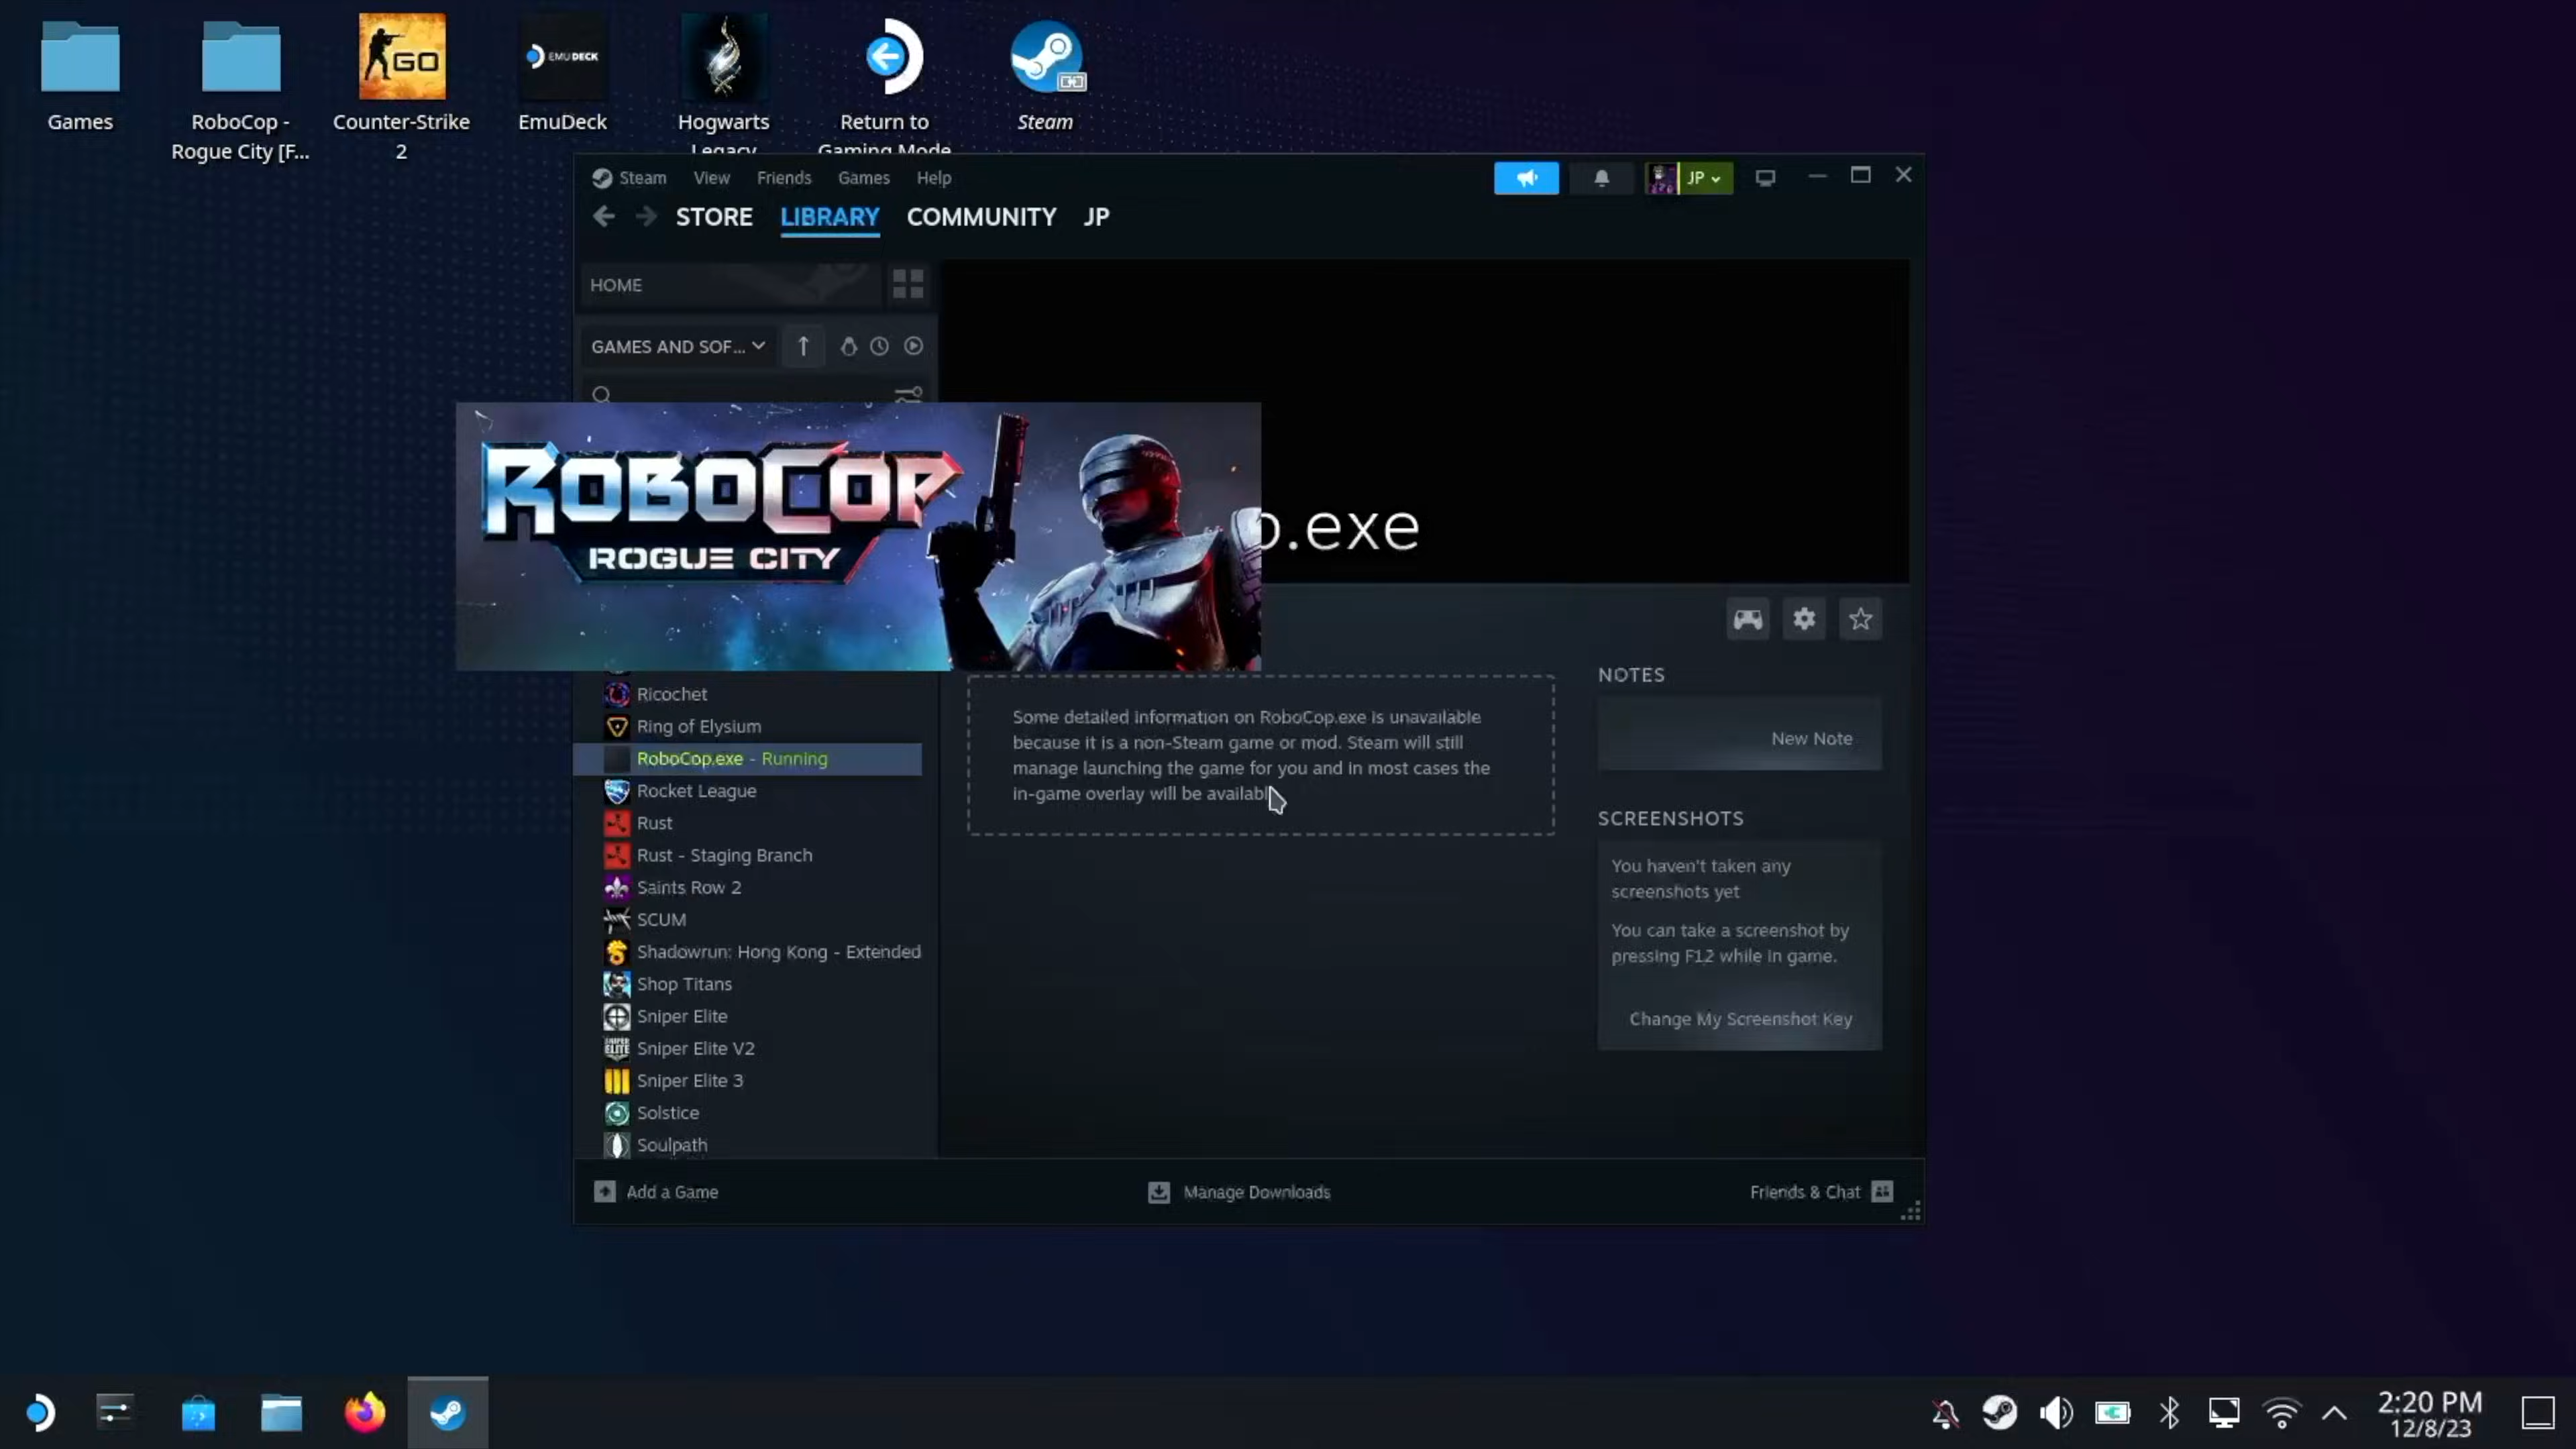 Games
RoboCop -
Rogue City [F...
Counter-Strike
2
GO
EmuDeck
EMUDECK
Hogwarts
Legacy
Return to
Gaming Mode
Steam
Steam View Friends Games Help
JP
STORE LIBRARY COMMUNITY JP
HOME
GAMES AND SOF...
ROBOCOP
ROGUE CITY
p.exe
Ricochet
Ring of Elysium
RoboCop.exe - Running
Rocket League
Rust
Rust - Staging Branch
Saints Row 2
SCUM
Shadowrun: Hong Kong - Extended
Shop Titans
Sniper Elite
Sniper Elite V2
Sniper Elite 3
Solstice
Soulpath
Some detailed information on RoboCop.exe is unavailable
because it is a non-Steam game or mod. Steam will still
manage launching the game for you and in most cases the
in-game overlay will be availabl
NOTES
New Note
SCREENSHOTS
You haven't taken any
screenshots yet
You can take a screenshot by
pressing F12 while in game.
Change My Screenshot Key
Add a Game
Manage Downloads
Friends & Chat
2:20 PM
12/8/23